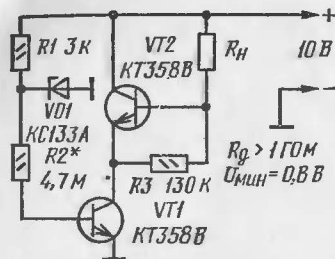 R1 3к
VT2
КТ358В
Rн
+
10 В
−
VD1
КС133А
R2*
4,7 М
R3 130 к
VT1
КТ358В
Rд > 1 ГОм
Uмин = 0,8 В